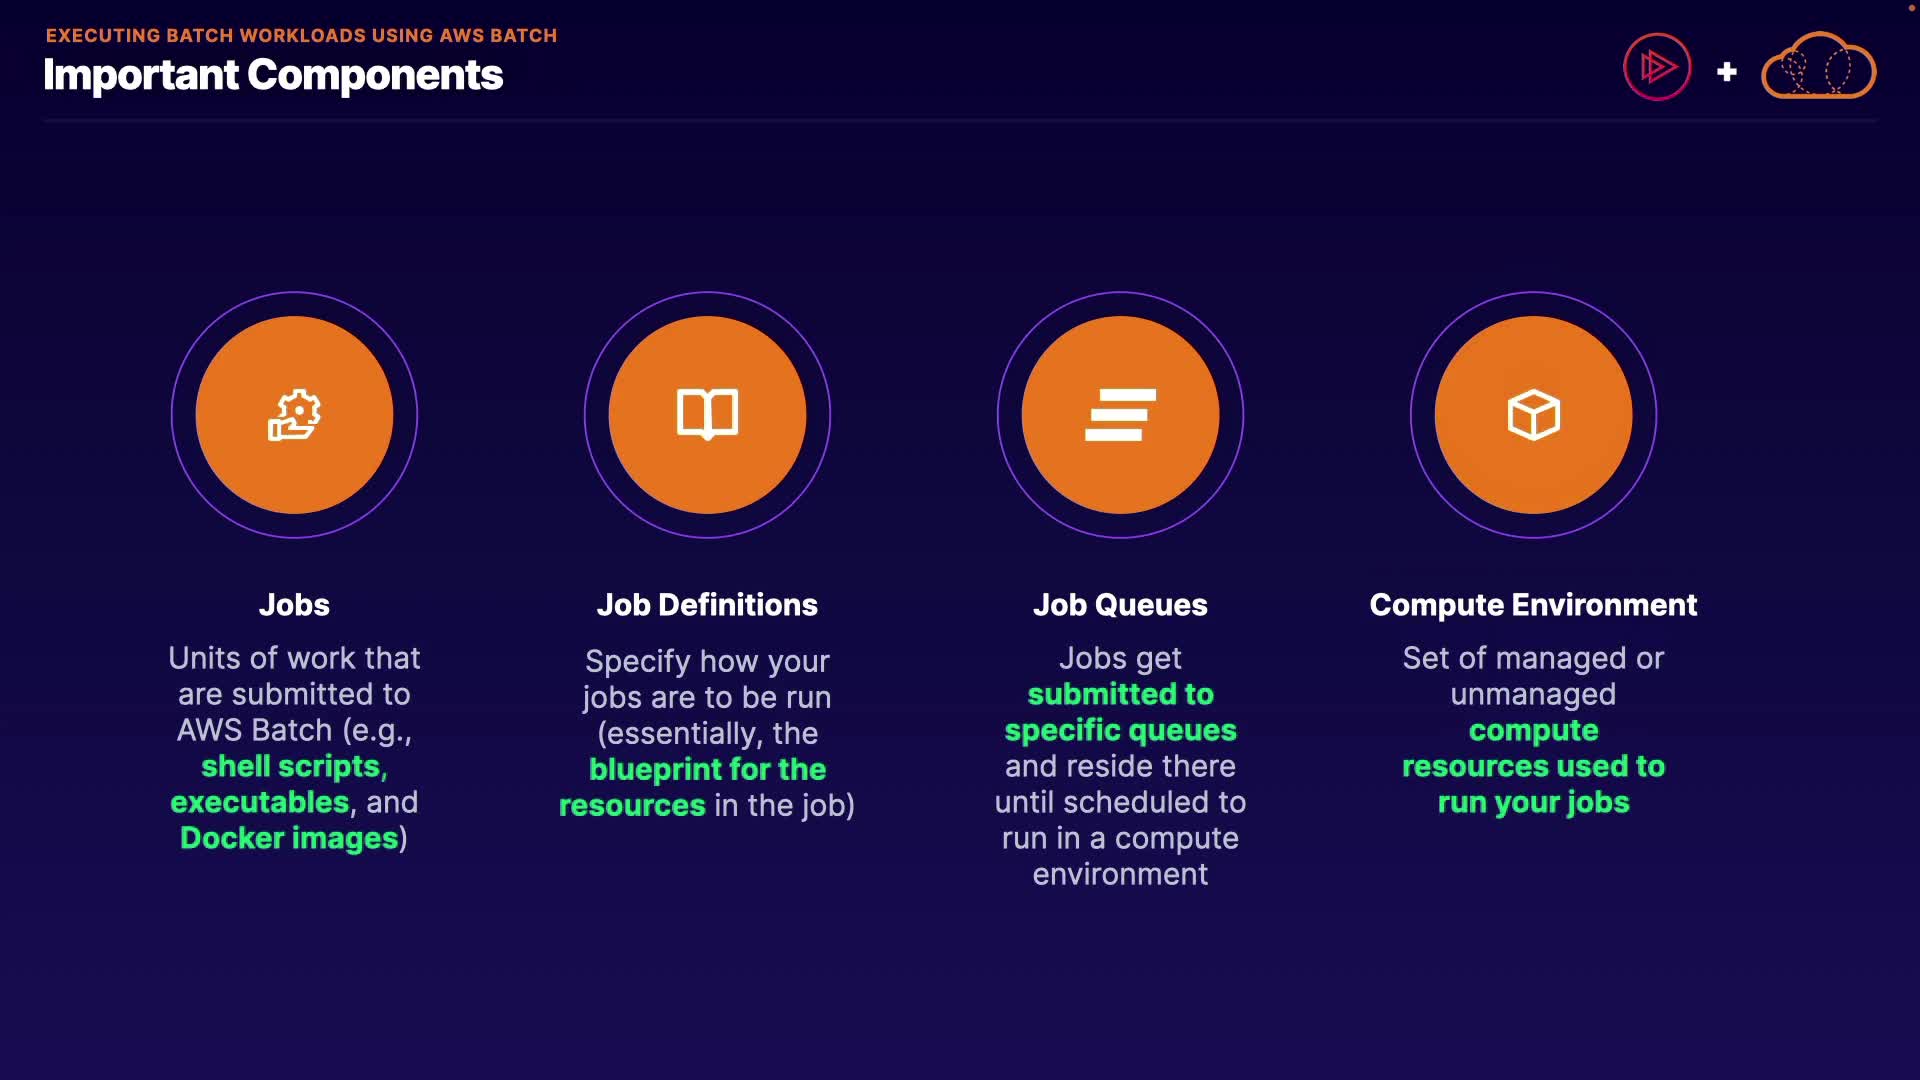 EXECUTING BATCH WORKLOADS USING AWS BATCH
Important Components
Jobs
Units of work that
are submitted to
AWS Batch (e.g.,
shell scripts,
executables, and
Docker images)
Job Definitions
Specify how your
jobs are to be run
(essentially, the
blueprint for the
resources in the job)
Job Queues
Jobs get
submitted to
specific queues
and reside there
until scheduled to
run in a compute
environment
Compute Environment
Set of managed or
unmanaged
compute
resources used to
run your jobs